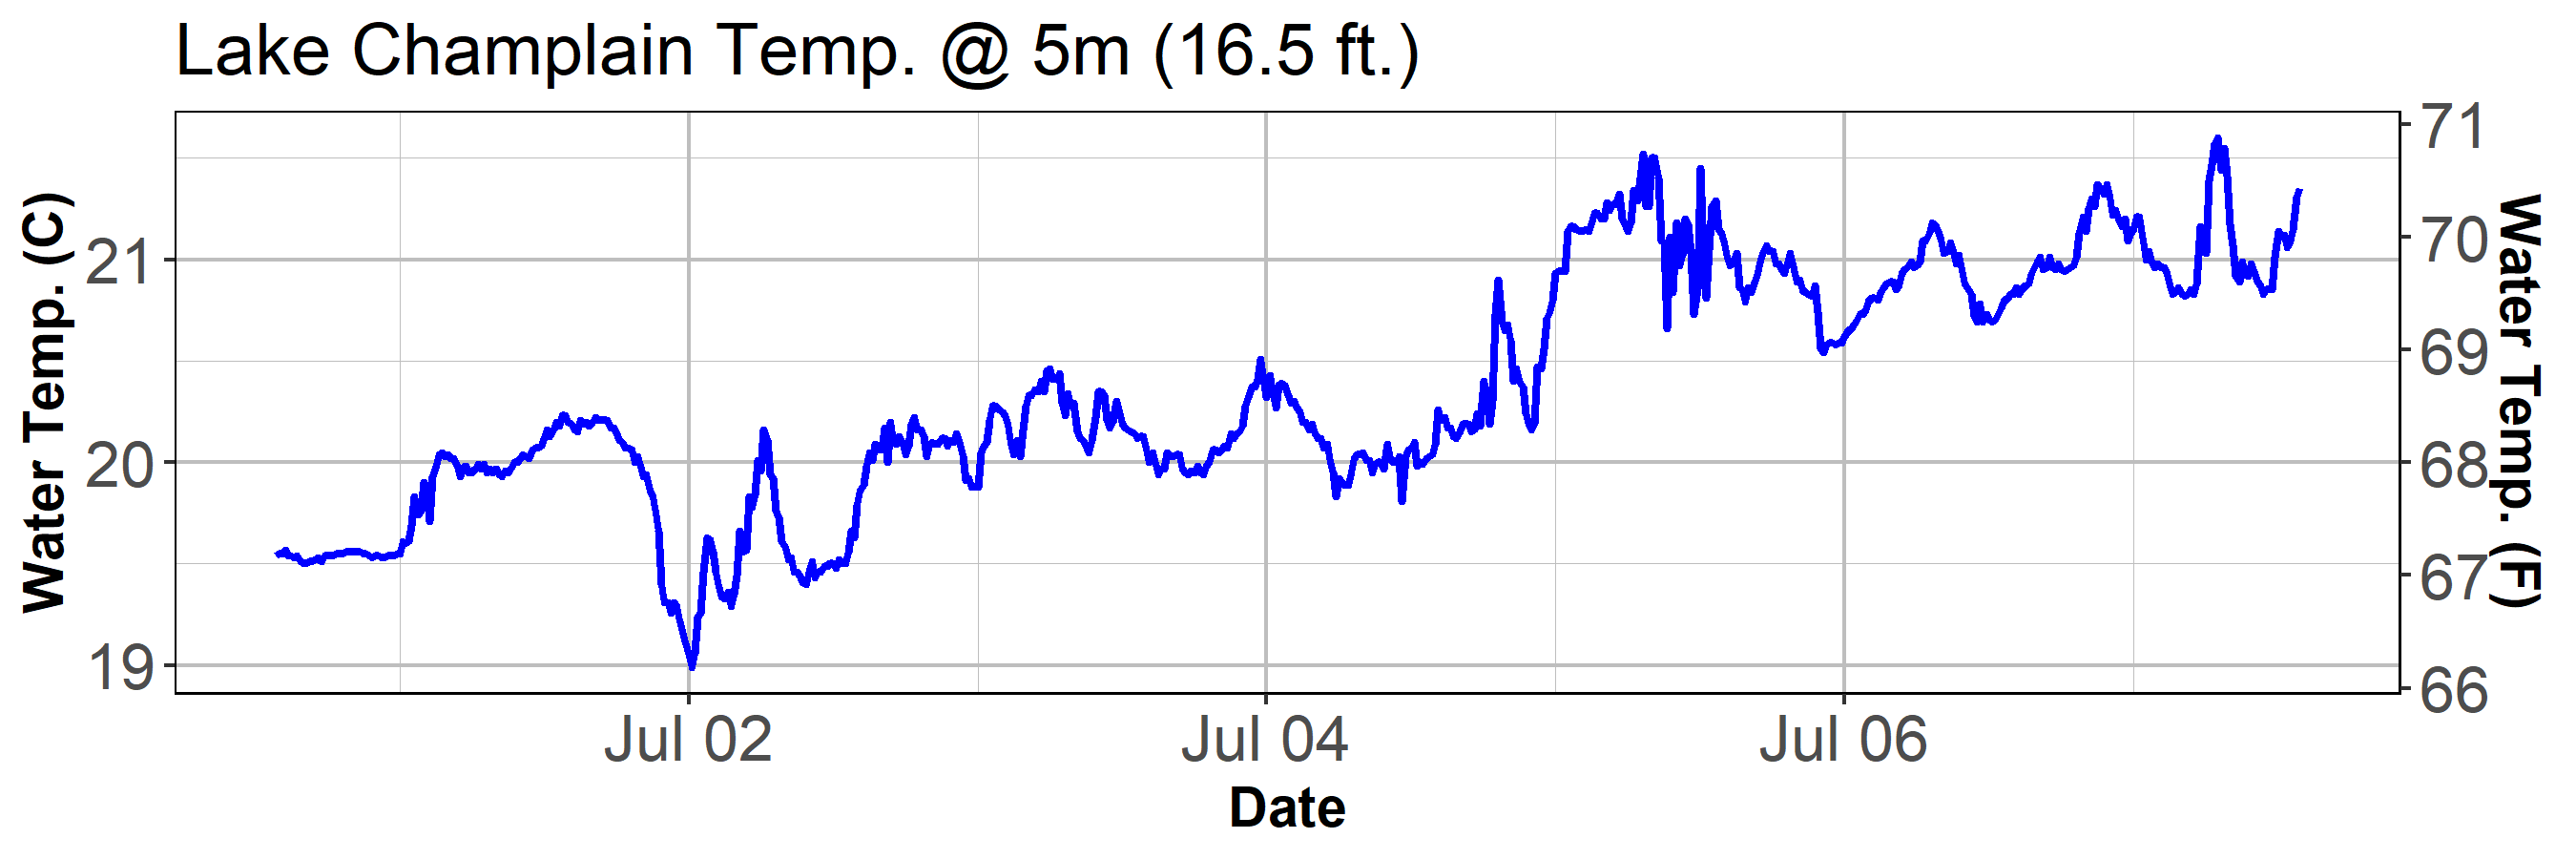 Lake Champlain Temp. @ 5m (16.5 ft.)
Water Temp. (C)
21
20
19
71
70
69
68
67
66
Water Temp. (F)
Jul 02
Jul 04
Jul 06
Date